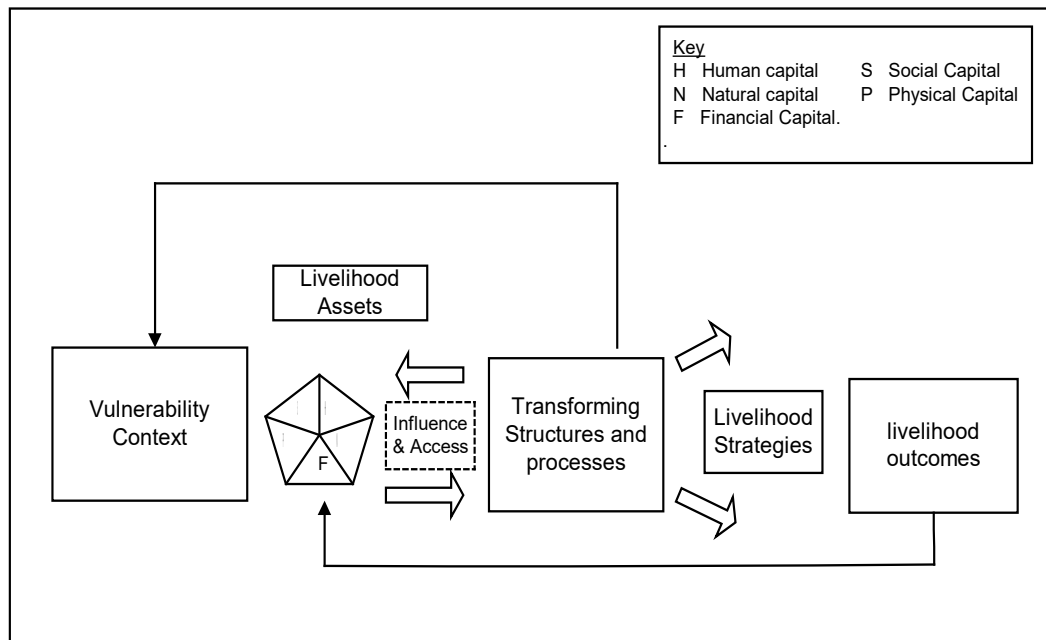 Key
H Human capital S Social Capital
N Natural capital P Physical Capital
F Financial Capital.
.
Livelihood
Assets
Vulnerability
Context
F
Influence
& Access
Transforming
Structures and
processes
Livelihood
Strategies
livelihood
outcomes